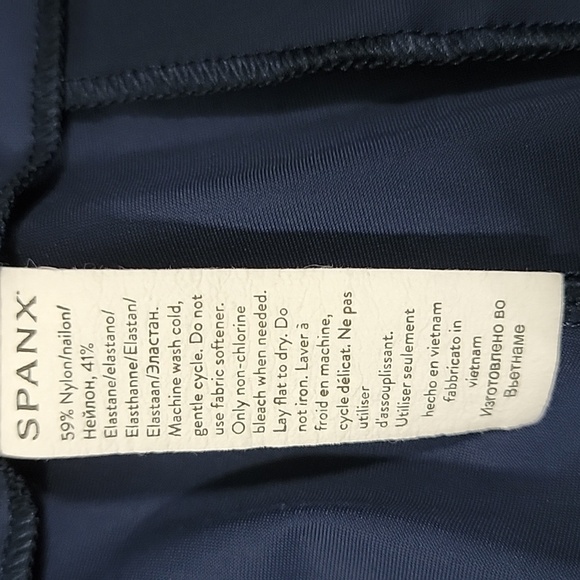 SPANX
59% Nylon/nailon/
Нейлон, 41%
Elastane/elastano/
Elasthanne/Elastan/
Elastaan/Эластан.
Machine wash cold,
gentle cycle. Do not
use fabric softener.
Only non-chlorine
bleach when needed.
Lay flat to dry. Do
not iron. Laver à
froid en machine,
cycle délicat. Ne pas
utiliser
d'assouplissant.
Utiliser seulement
hecho en vietnam
fabbricato in
vietnam
Изготовлено во
Вьетнаме